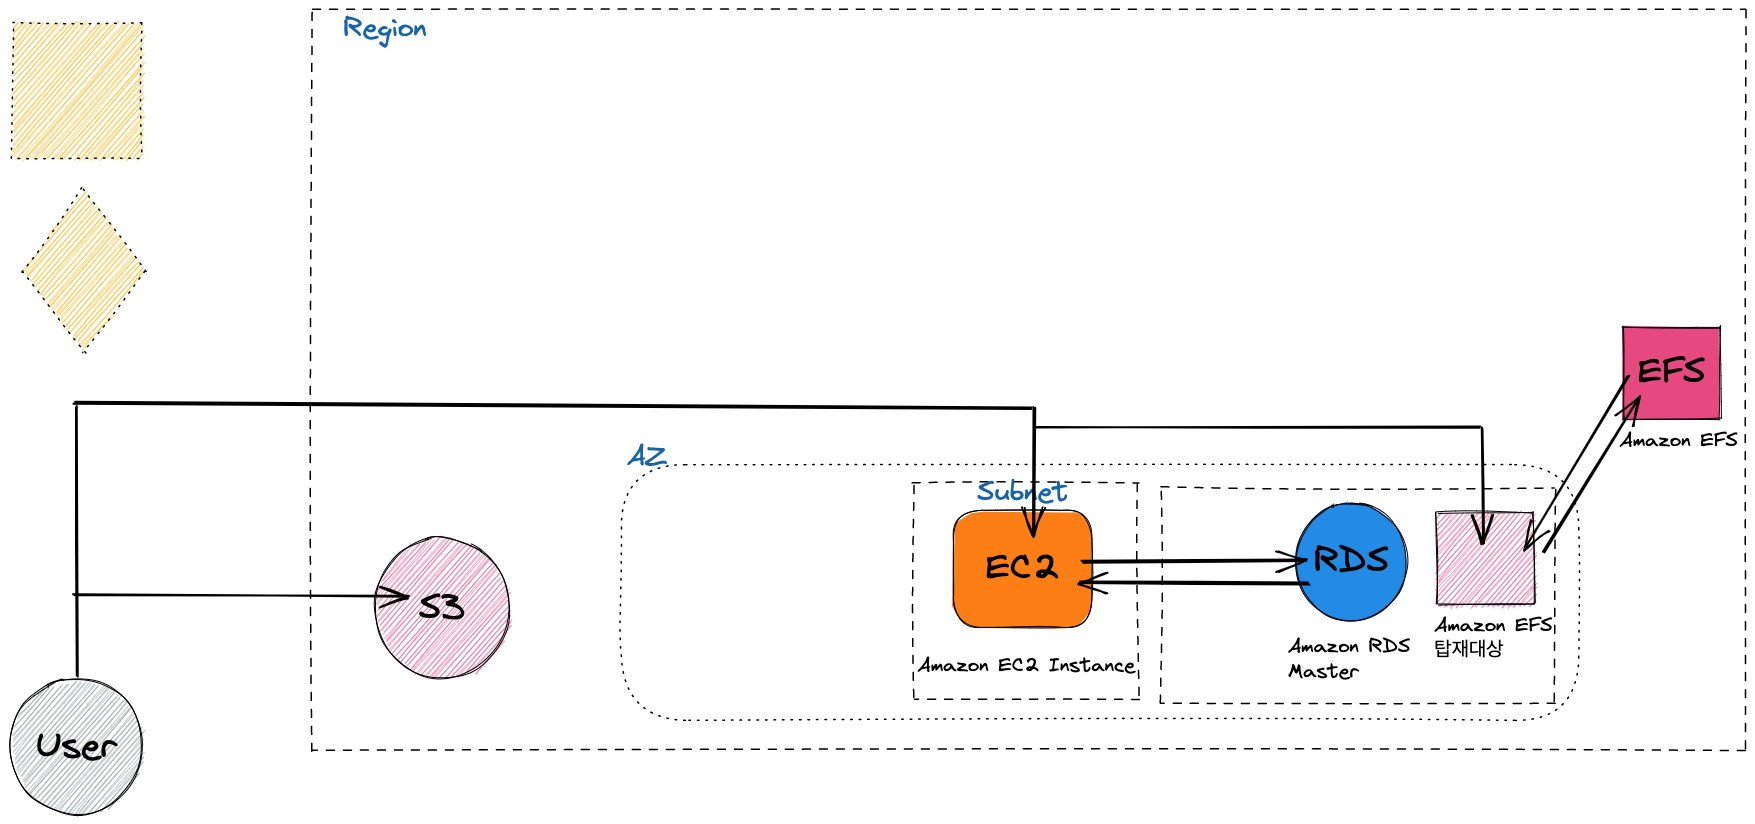 Region
EFS
Amazon EFS
AZ
Subnet
EC2
RDS
S3
Amazon EC2 Instance
Amazon RDS
Master
Amazon EFS
탑재대상
User